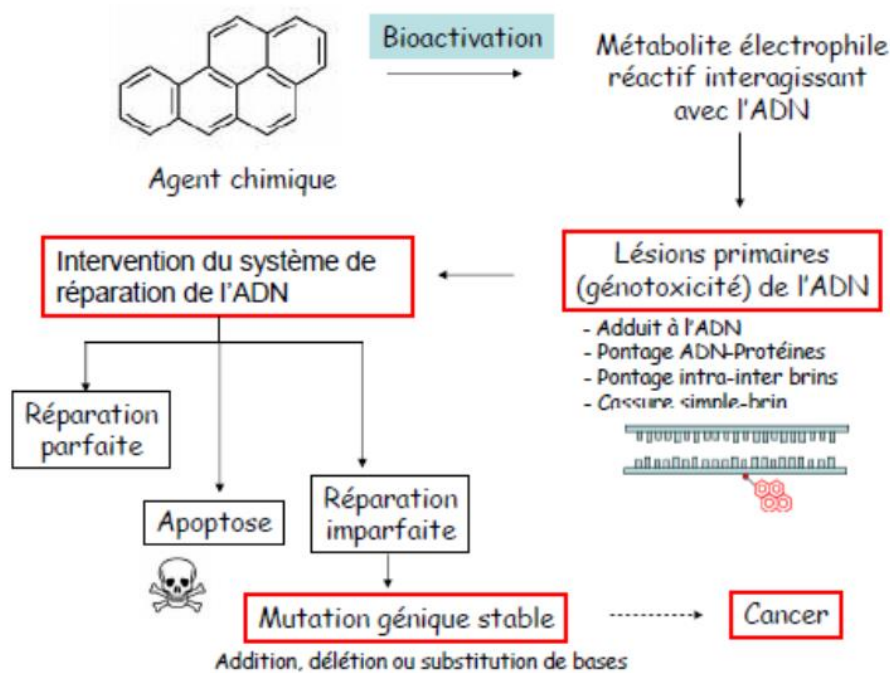 Bioactivation
Métabolite électrophile
réactif interagissant
avec l'ADN
Agent chimique
Lésions primaires
(génotoxicité) de l'ADN
- Adduit à l'ADN
- Pontage ADN-Protéines
- Pontage intra-inter brins
- Cassure simple-brin
Intervention du système de
réparation de l'ADN
Réparation
parfaite
Apoptose
Réparation
imparfaite
Mutation génique stable
Cancer
Addition, délétion ou substitution de bases